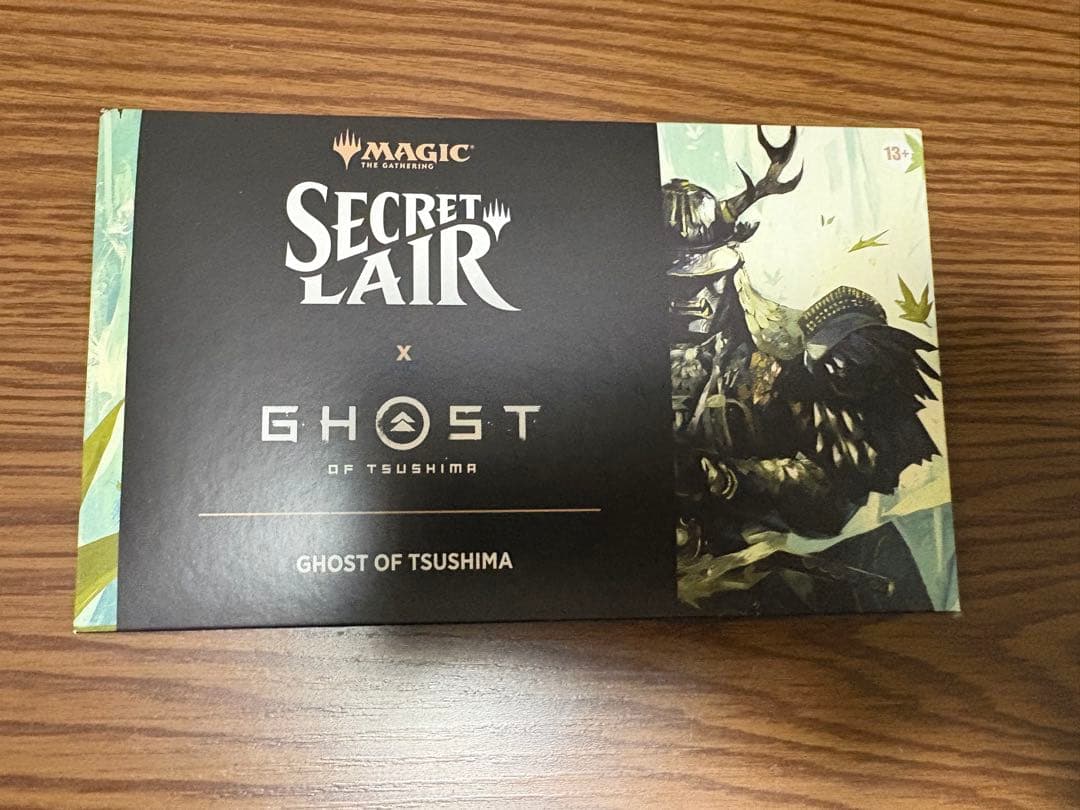 MAGIC
THE GATHERING
SECRET
LAIR
X
GHOST
OF TSUSHIMA
GHOST OF TSUSHIMA
13+